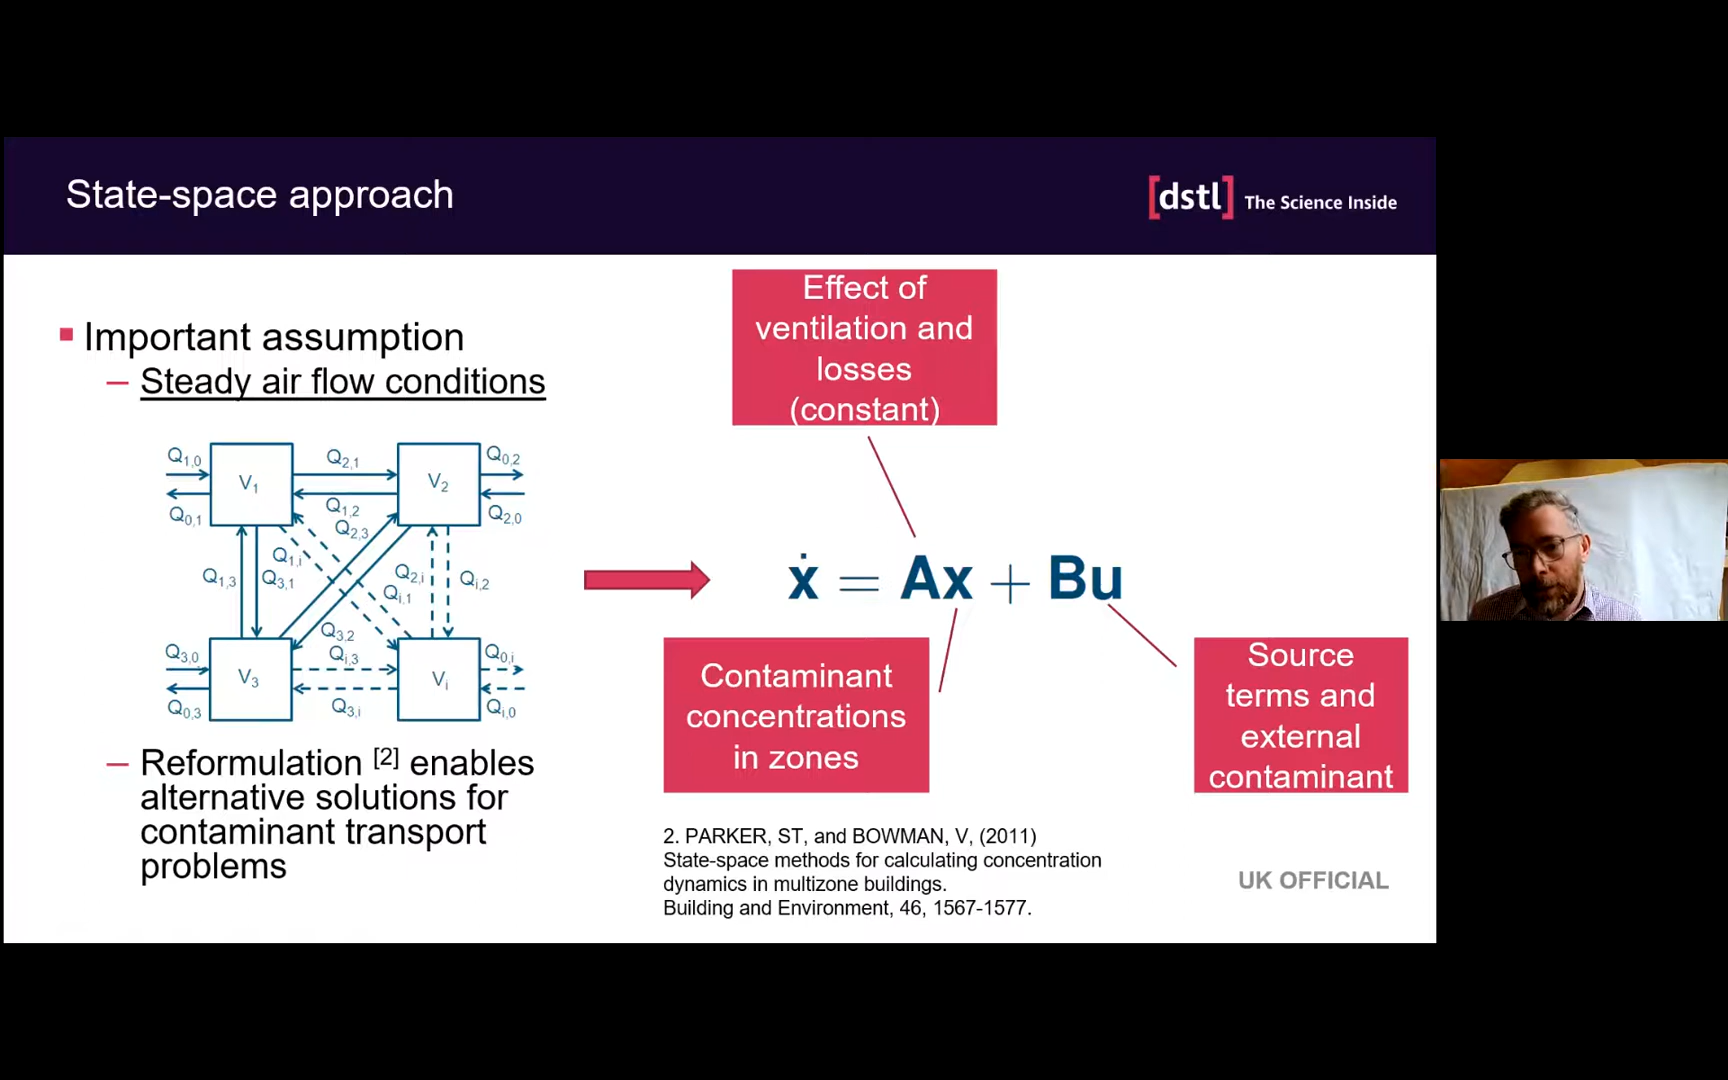 State-space approach
[dstl] The Science Inside
Important assumption
– Steady air flow conditions
Q1,0
V1
Q2,1
V2
Q0,2
Q0,1
Q1,2
Q2,0
Q2,3
Q1,i
Q1,3
Q3,1
Q2,i
Qi,2
Qi,1
Q3,2
Q3,0
V3
Qi,3
Vi
Q0,i
Q0,3
Q3,i
Qi,0
– Reformulation [2] enables
alternative solutions for
contaminant transport
problems
Effect of
ventilation and
losses
(constant)
ẋ = Ax + Bu
Contaminant
concentrations
in zones
Source
terms and
external
contaminant
2. PARKER, ST, and BOWMAN, V, (2011)
State-space methods for calculating concentration
dynamics in multizone buildings.
Building and Environment, 46, 1567-1577.
UK OFFICIAL